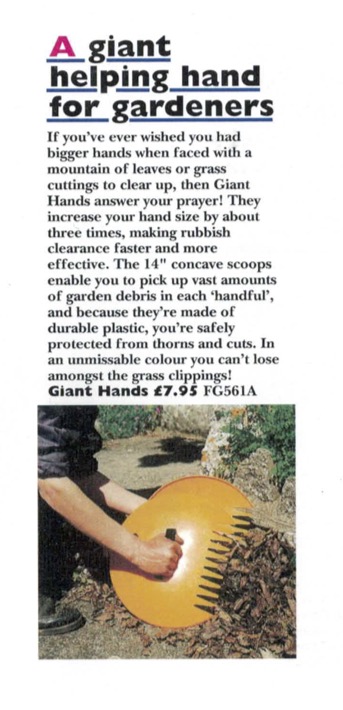 A giant
helping hand
for gardeners
If you've ever wished you had
bigger hands when faced with a
mountain of leaves or grass
cuttings to clear up, then Giant
Hands answer your prayer! They
increase your hand size by about
three times, making rubbish
clearance faster and more
effective. The 14" concave scoops
enable you to pick up vast amounts
of garden debris in each 'handful',
and because they're made of
durable plastic, you're safely
protected from thorns and cuts. In
an unmissable colour you can't lose
amongst the grass clippings!
Giant Hands £7.95 FG561A